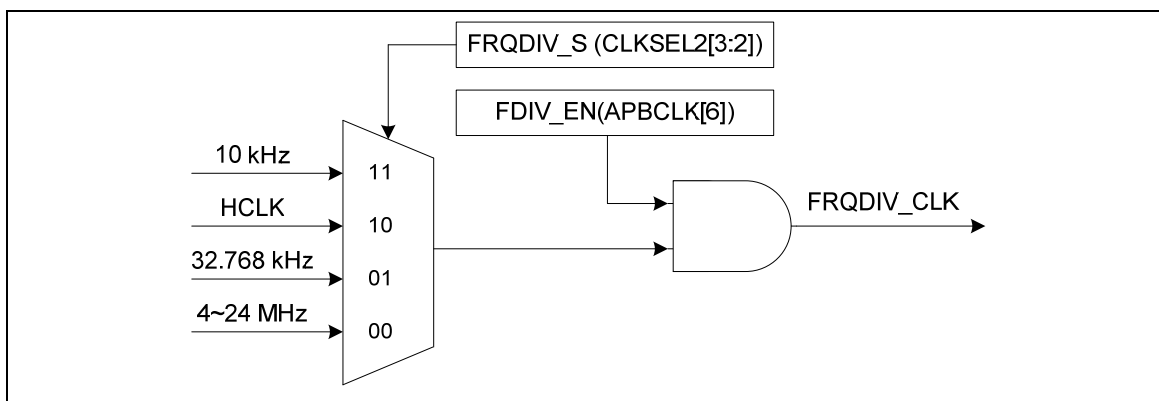 FRQDIV_S (CLKSEL2[3:2])
FDIV_EN(APBCLK[6])
10 kHz
11
HCLK
10
32.768 kHz
01
4~24 MHz
00
FRQDIV_CLK